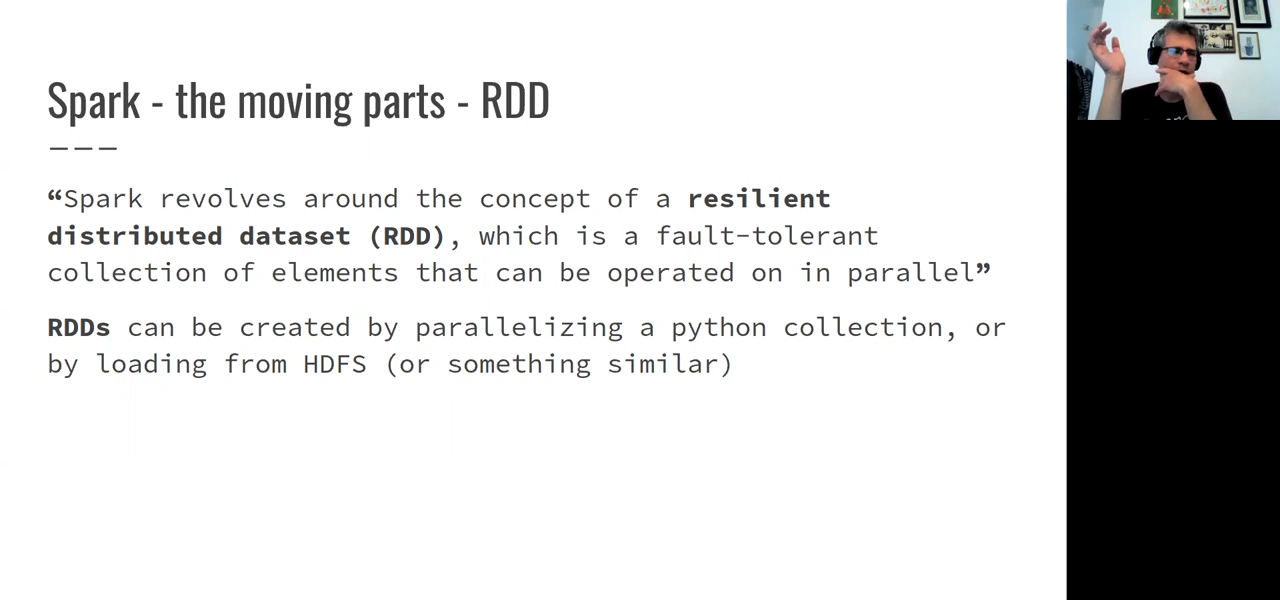 Spark - the moving parts - RDD
“Spark revolves around the concept of a resilient
distributed dataset (RDD), which is a fault-tolerant
collection of elements that can be operated on in parallel”
RDDs can be created by parallelizing a python collection, or
by loading from HDFS (or something similar)